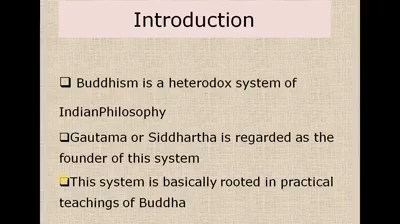 Introduction
❑ Buddhism is a heterodox system of
IndianPhilosophy
❑Gautama or Siddhartha is regarded as the
founder of this system
❑This system is basically rooted in practical
teachings of Buddha